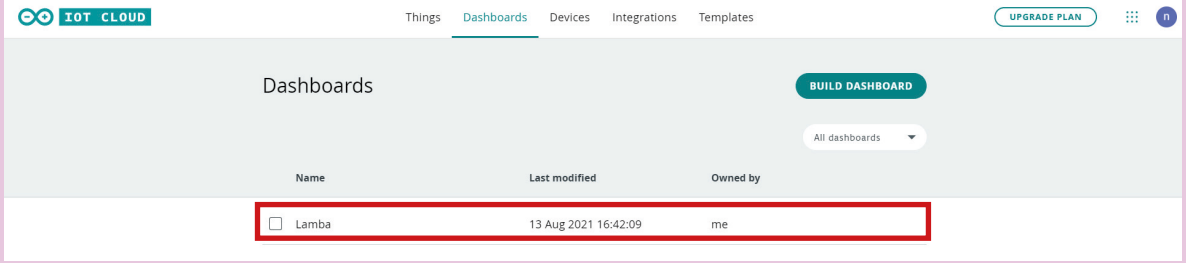 IOT CLOUD
Things Dashboards Devices Integrations Templates
UPGRADE PLAN
n
Dashboards
BUILD DASHBOARD
All dashboards
Name Last modified Owned by
Lamba 13 Aug 2021 16:42:09 me